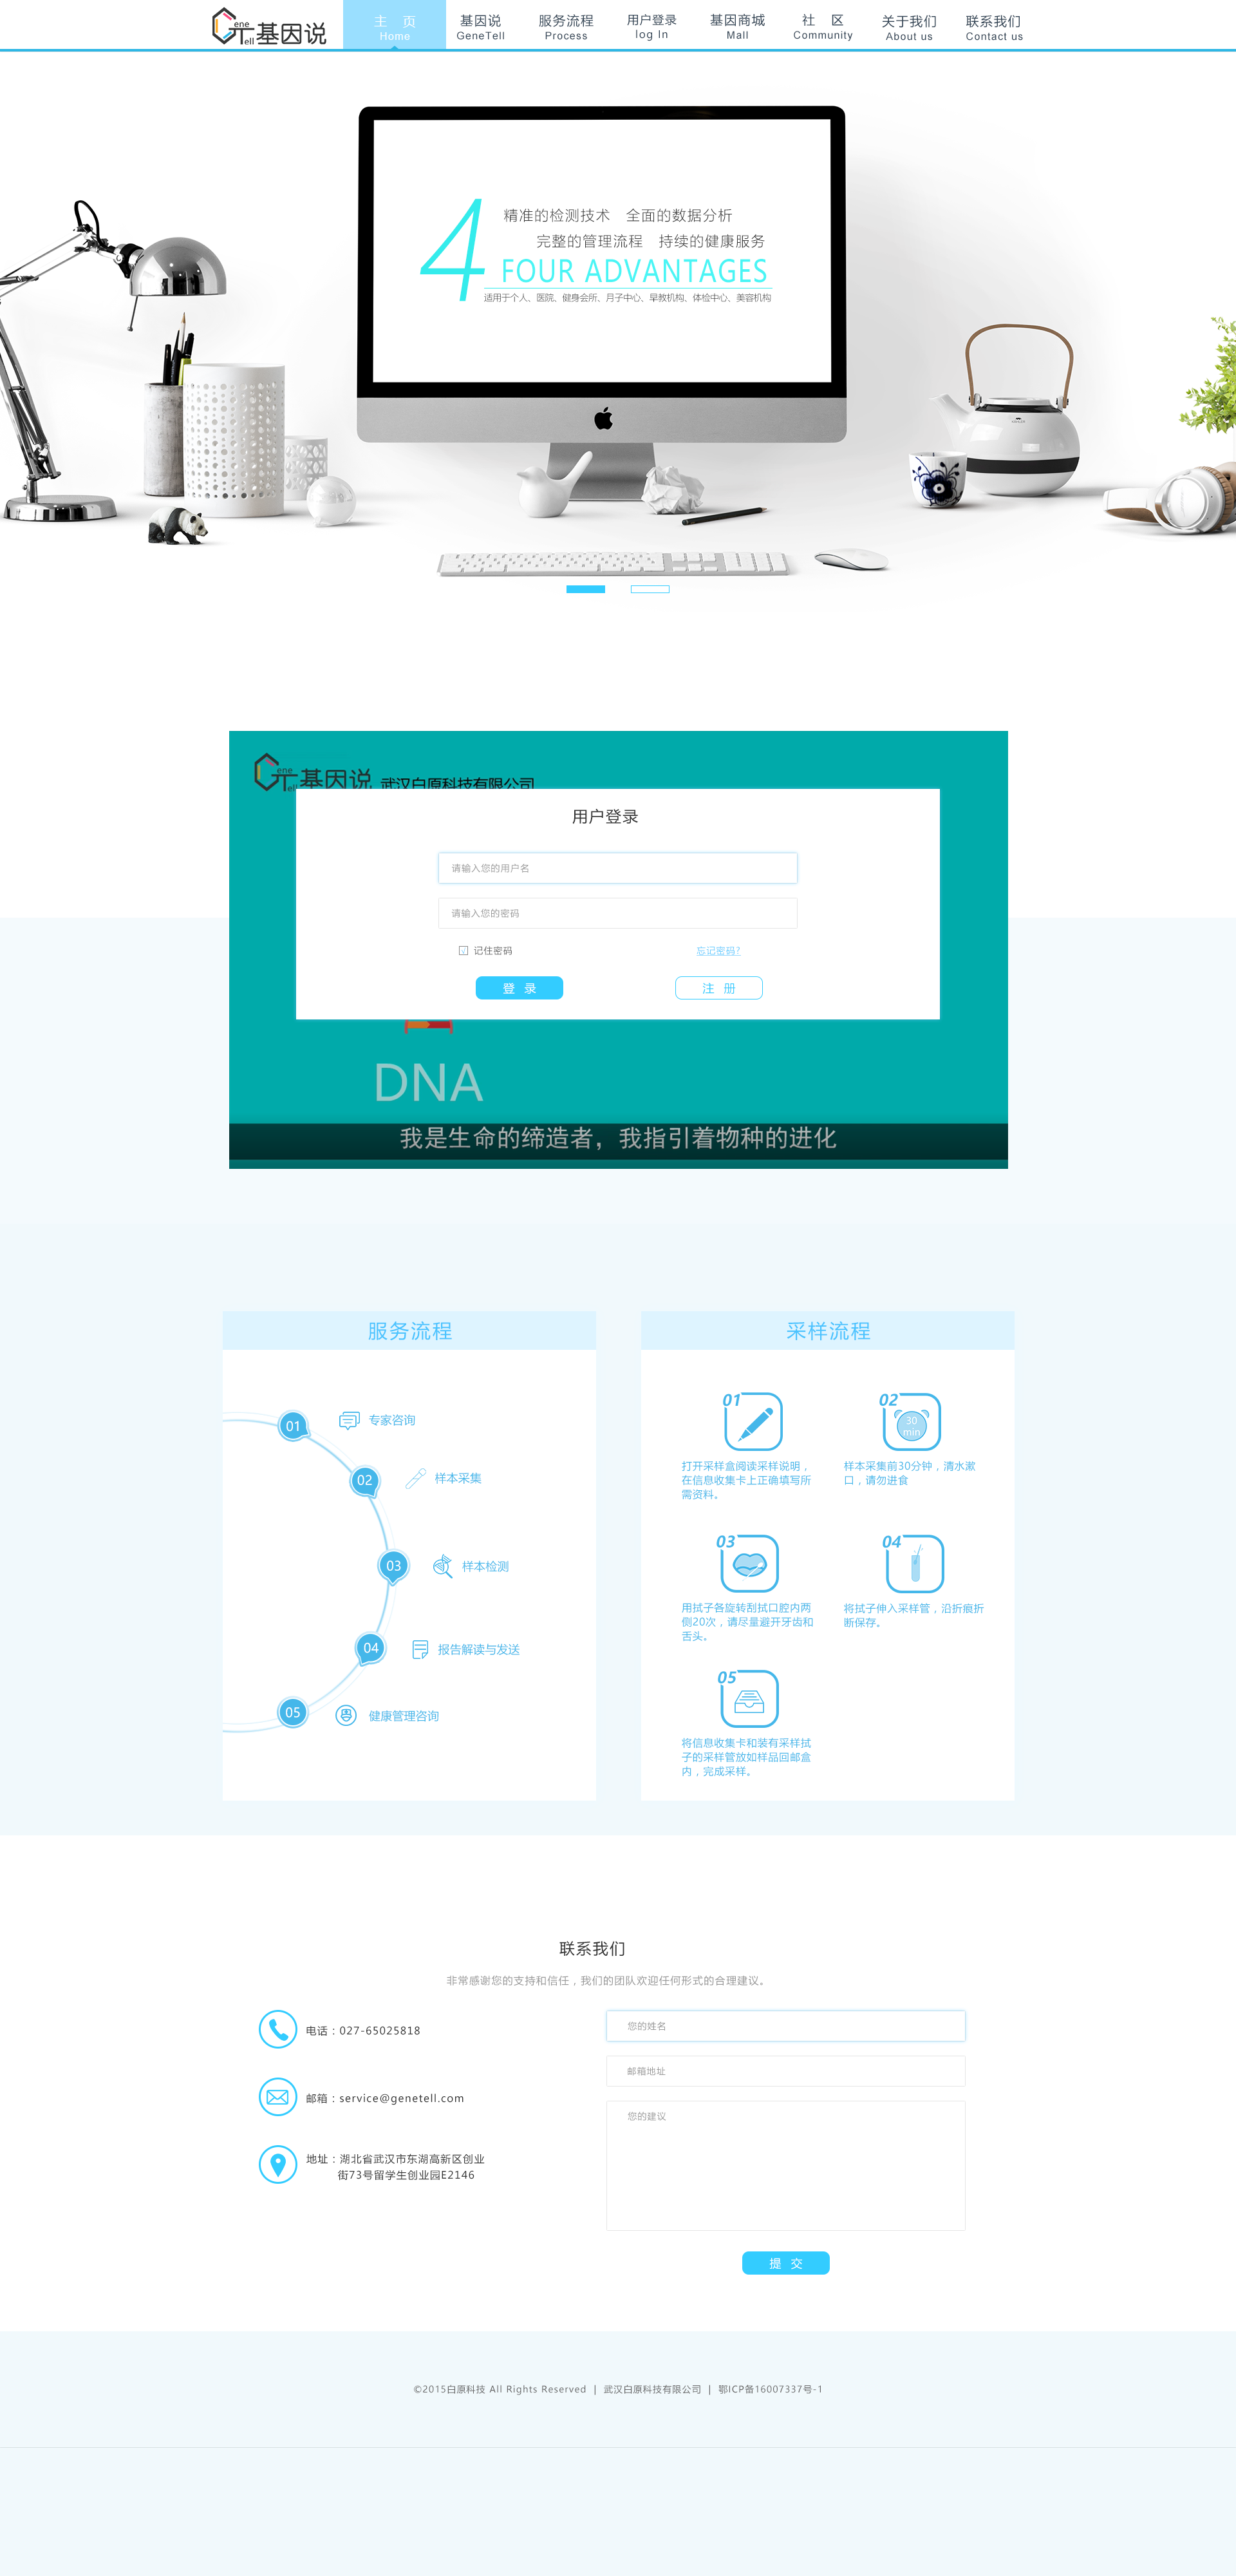 ene
ell
基因说
主 页
Home
基因说
GeneTell
服务流程
Process
用户登录
log In
基因商城
Mall
社 区
Community
关于我们
About us
联系我们
Contact us
4
精准的检测技术 全面的数据分析
完整的管理流程 持续的健康服务
FOUR ADVANTAGES
适用于个人、医院、健身会所、月子中心、早教机构、体检中心、美容机构
ene
ell
基因说 武汉白原科技有限公司
用户登录
请输入您的用户名
请输入您的密码
记住密码 忘记密码?
登 录 注 册
DNA
我是生命的缔造者，我指引着物种的进化
服务流程
01 专家咨询
02 样本采集
03 样本检测
04 报告解读与发送
05 健康管理咨询
采样流程
01
打开采样盒阅读采样说明，
在信息收集卡上正确填写所
需资料。
02
30
min
样本采集前30分钟，清水漱
口，请勿进食
03
用拭子各旋转刮拭口腔内两
侧20次，请尽量避开牙齿和
舌头。
04
将拭子伸入采样管，沿折痕折
断保存。
05
将信息收集卡和装有采样拭
子的采样管放如样品回邮盒
内，完成采样。
联系我们
非常感谢您的支持和信任，我们的团队欢迎任何形式的合理建议。
电话：027-65025818
邮箱：service@genetell.com
地址：湖北省武汉市东湖高新区创业
街73号留学生创业园E2146
您的姓名
邮箱地址
您的建议
提 交
©2015白原科技 All Rights Reserved | 武汉白原科技有限公司 | 鄂ICP备16007337号-1